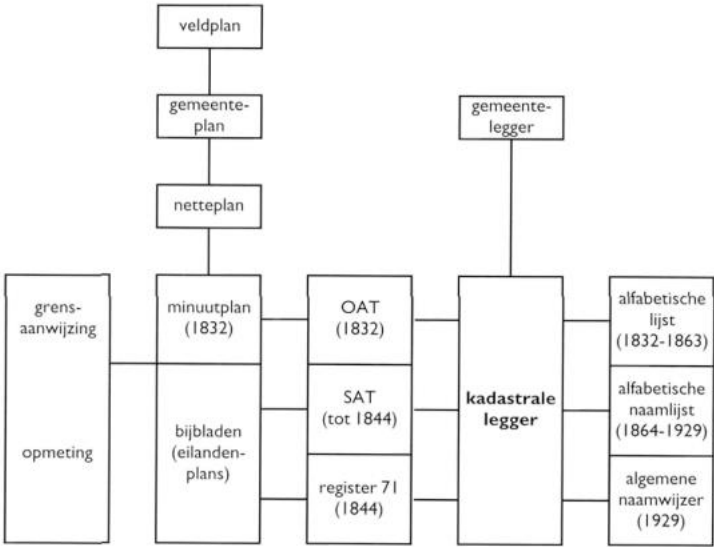 veldplan
gemeente-
plan
gemeente-
legger
netteplan
grens-
aanwijzing
opmeting
minuutplan
(1832)
bijbladen
(eilanden-
plans)
OAT
(1832)
SAT
(tot 1844)
register 71
(1844)
kadastrale
legger
alfabetische
lijst
(1832-1863)
alfabetische
naamlijst
(1864-1929)
algemene
naamwijzer
(1929)